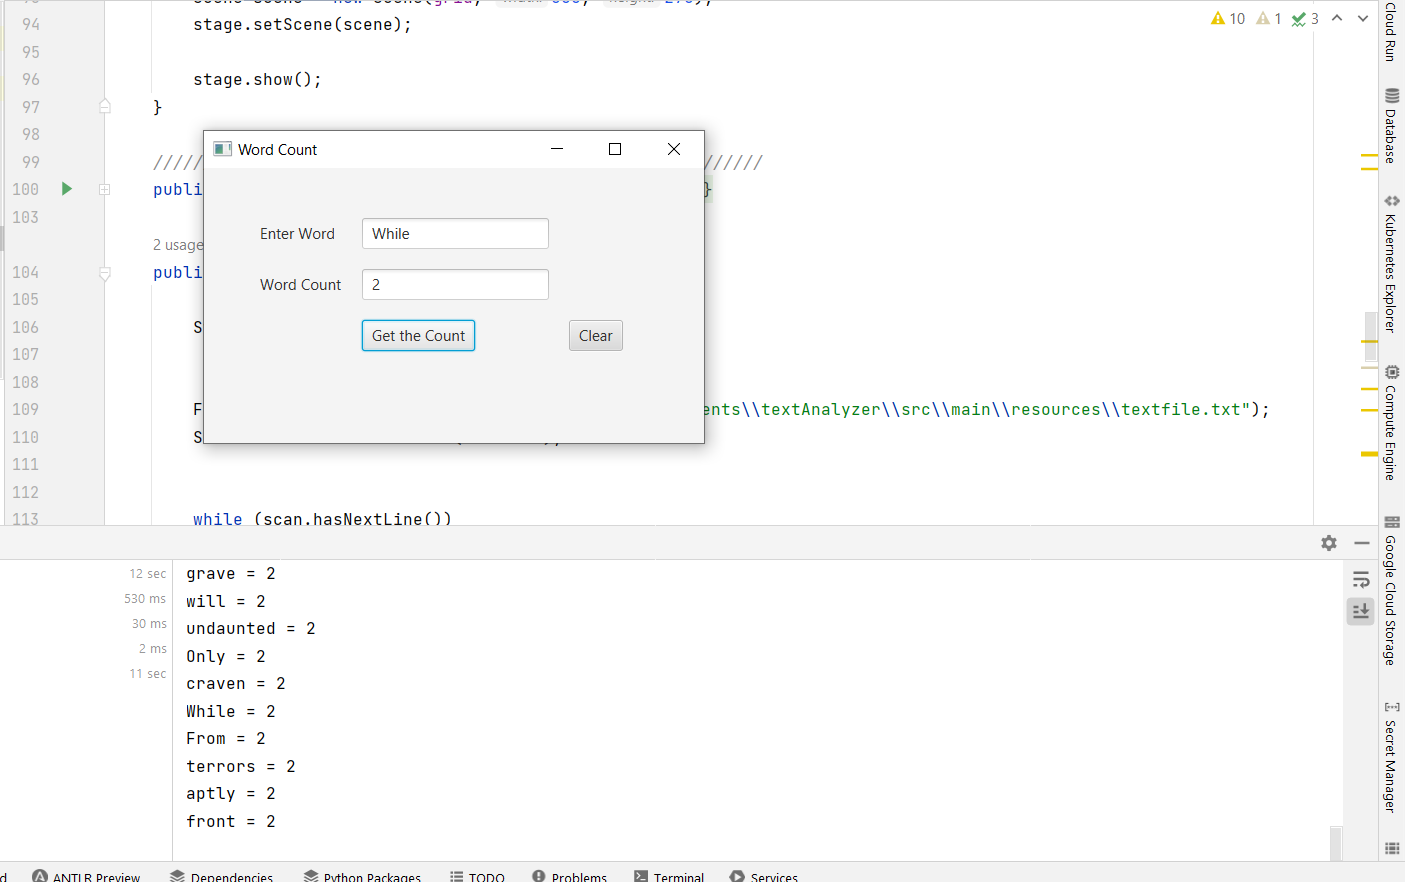 94 stage.setScene(scene);
95
96 stage.show();
97 }
98
99 ///// //////
100 publi }
103
2 usage
104 publi
105
106 S
107
108
109 F ents\\textAnalyzer\\src\\main\\resources\\textfile.txt");
110 S
111
112
113 while (scan.hasNextLine())
10 1 3
Word Count
Enter Word While
Word Count 2
Get the Count Clear
12 sec
530 ms
30 ms
2 ms
11 sec
grave = 2
will = 2
undaunted = 2
Only = 2
craven = 2
While = 2
From = 2
terrors = 2
aptly = 2
front = 2
d ANTLR Preview Dependencies Python Packages TODO Problems Terminal Services
Cloud Run
Database
Kubernetes Explorer
Compute Engine
Google Cloud Storage
Secret Manager